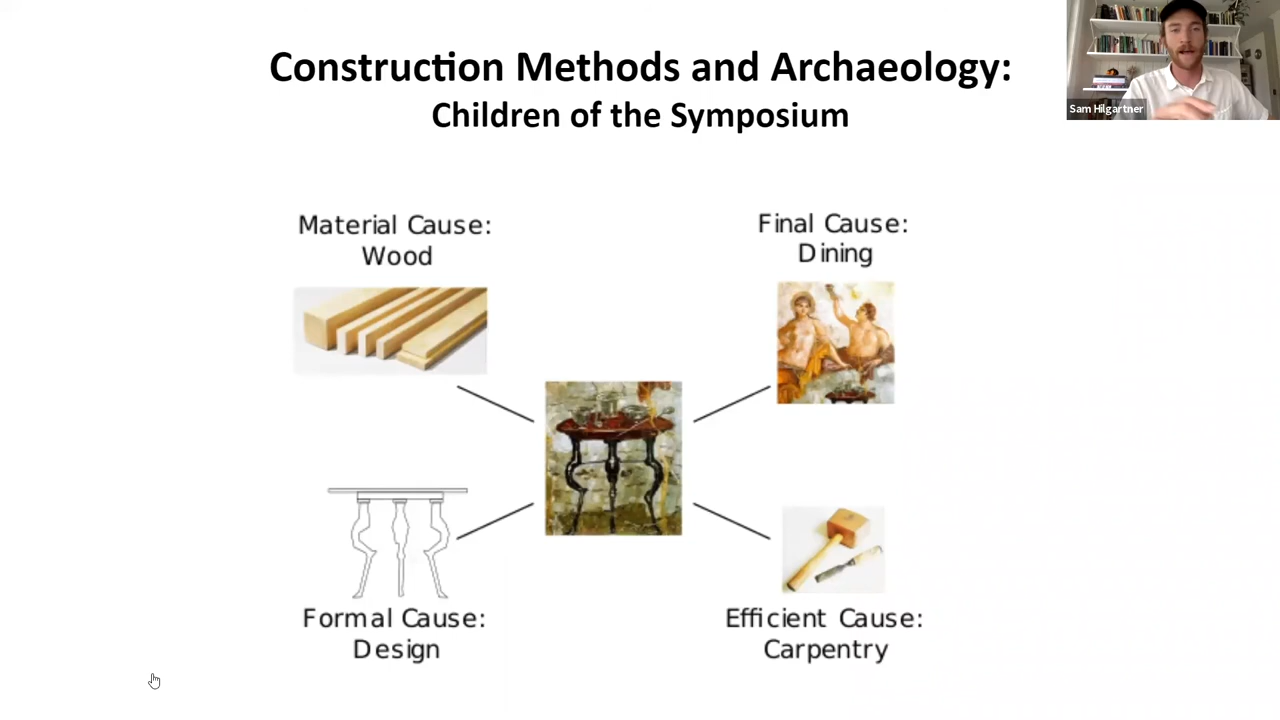 Construction Methods and Archaeology:
Children of the Symposium
Sam Hilgartner
Material Cause:
Wood
Final Cause:
Dining
Formal Cause:
Design
Efficient Cause:
Carpentry